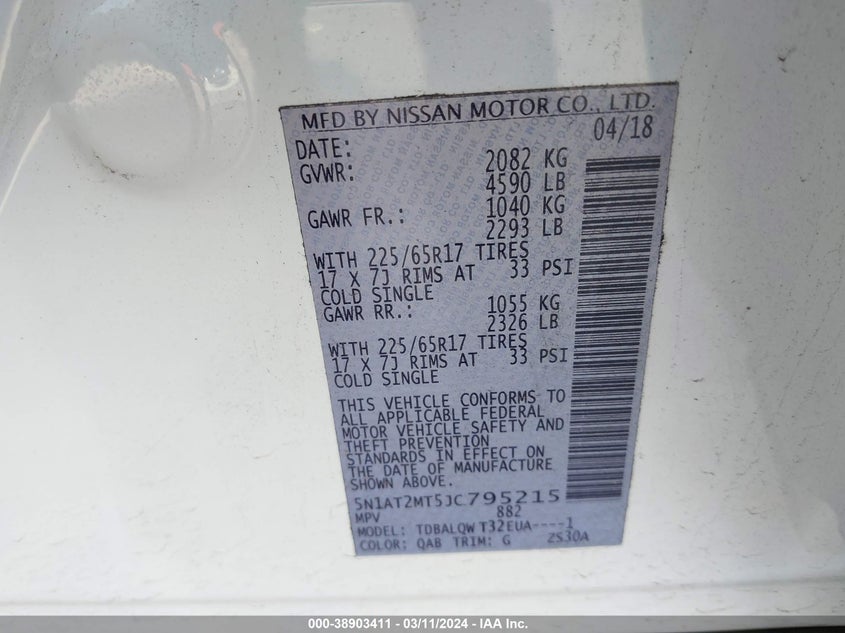 MFD BY NISSAN MOTOR CO., LTD.
DATE: 04/18
GVWR: 2082 KG
4590 LB
GAWR FR.: 1040 KG
2293 LB
WITH 225/65R17 TIRES
17 X 7J RIMS AT 33 PSI
COLD SINGLE
GAWR RR.: 1055 KG
2326 LB
WITH 225/65R17 TIRES
17 X 7J RIMS AT 33 PSI
COLD SINGLE
THIS VEHICLE CONFORMS TO
ALL APPLICABLE FEDERAL
MOTOR VEHICLE SAFETY AND
THEFT PREVENTION
STANDARDS IN EFFECT ON
THE DATE OF MANUFACTURE
SHOWN ABOVE.
5N1AT2MT5JC795215
MPV 882
MODEL: TDBALQW T32EUA----1
COLOR: QAB TRIM: G ZS30A
000-38903411 - 03/11/2024 - IAA Inc.